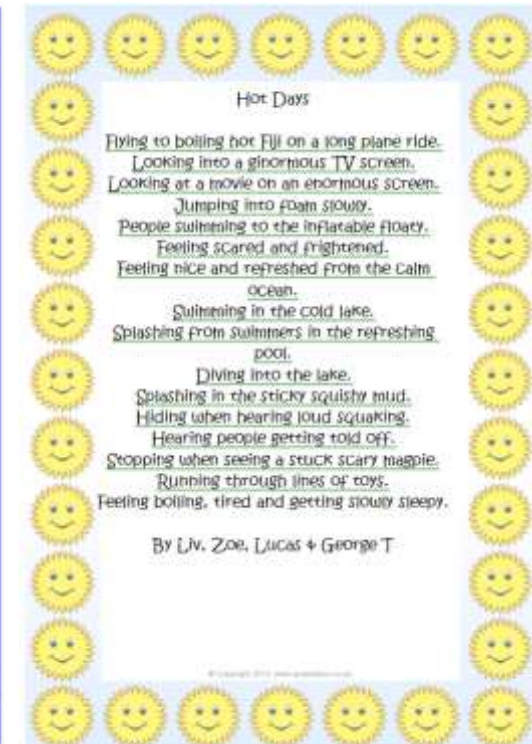 Hot Days
Flying to boiling hot Fiji on a long plane ride.
Looking into a ginormous TV screen.
Looking at a movie on an enormous screen.
Jumping into foam slowly.
People swimming to the inflatable floaty.
Feeling scared and frightened.
Feeling nice and refreshed from the calm
ocean.
Swimming in the cold lake.
Splashing from swimmers in the refreshing
pool.
Diving into the lake.
Splashing in the sticky squishy mud.
Hiding when hearing loud squaking.
Hearing people getting told off.
Stopping when seeing a stuck scary magpie.
Running through lines of toys.
Feeling boiling, tired and getting slowly sleepy.
By Liv, Zoe, Lucas & George T